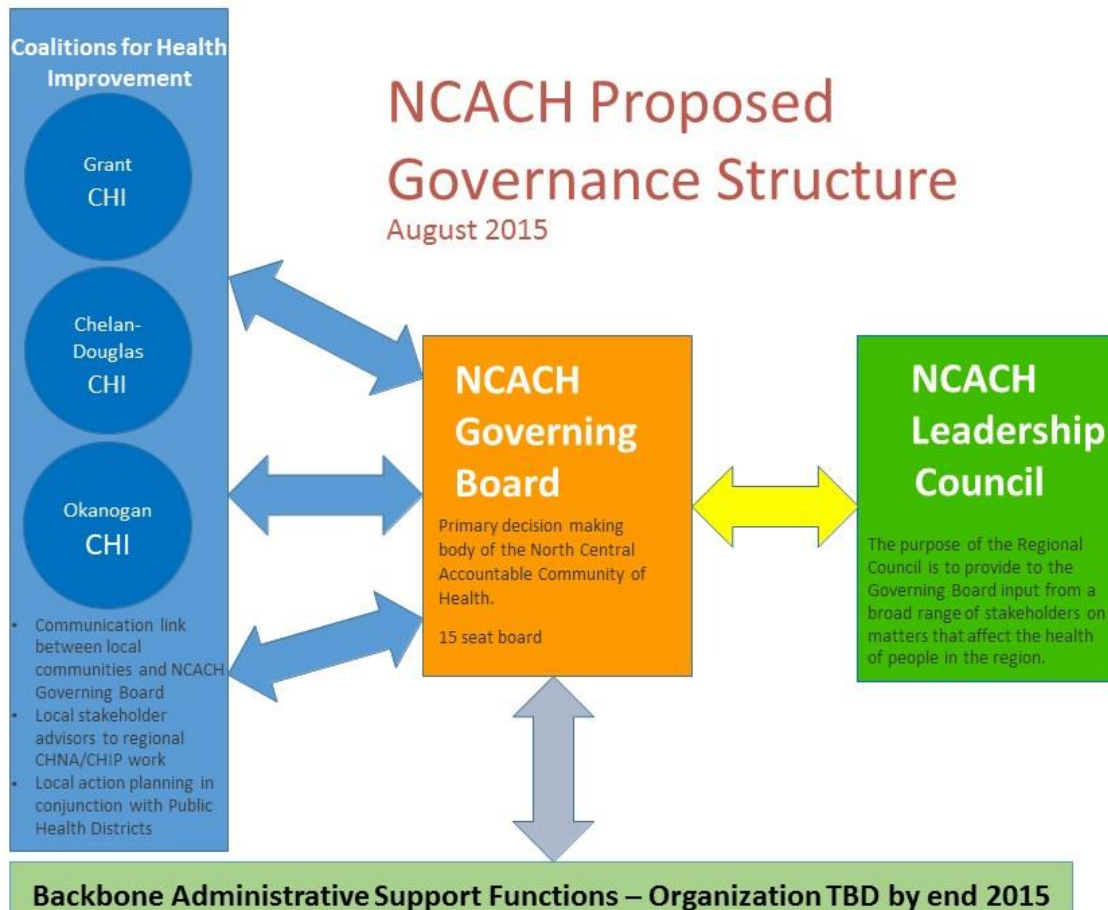 Coalitions for Health
Improvement
Grant
CHI
Chelan-
Douglas
CHI
Okanogan
CHI
• Communication link
between local
communities and NCACH
Governing Board
• Local stakeholder
advisors to regional
CHNA/CHIP work
• Local action planning in
conjunction with Public
Health Districts
NCACH Proposed
Governance Structure
August 2015
NCACH
Governing
Board
Primary decision making
body of the North Central
Accountable Community of
Health.
15 seat board
NCACH
Leadership
Council
The purpose of the Regional
Council is to provide to the
Governing Board input from a
broad range of stakeholders on
matters that affect the health
of people in the region.
Backbone Administrative Support Functions – Organization TBD by end 2015